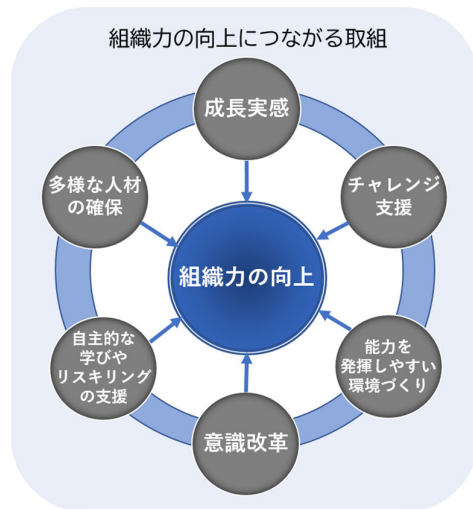 組織力の向上につながる取組
成長実感
チャレンジ
支援
能力を
発揮しやすい
環境づくり
意識改革
自主的な
学びや
リスキリング
の支援
多様な人材
の確保
組織力の向上